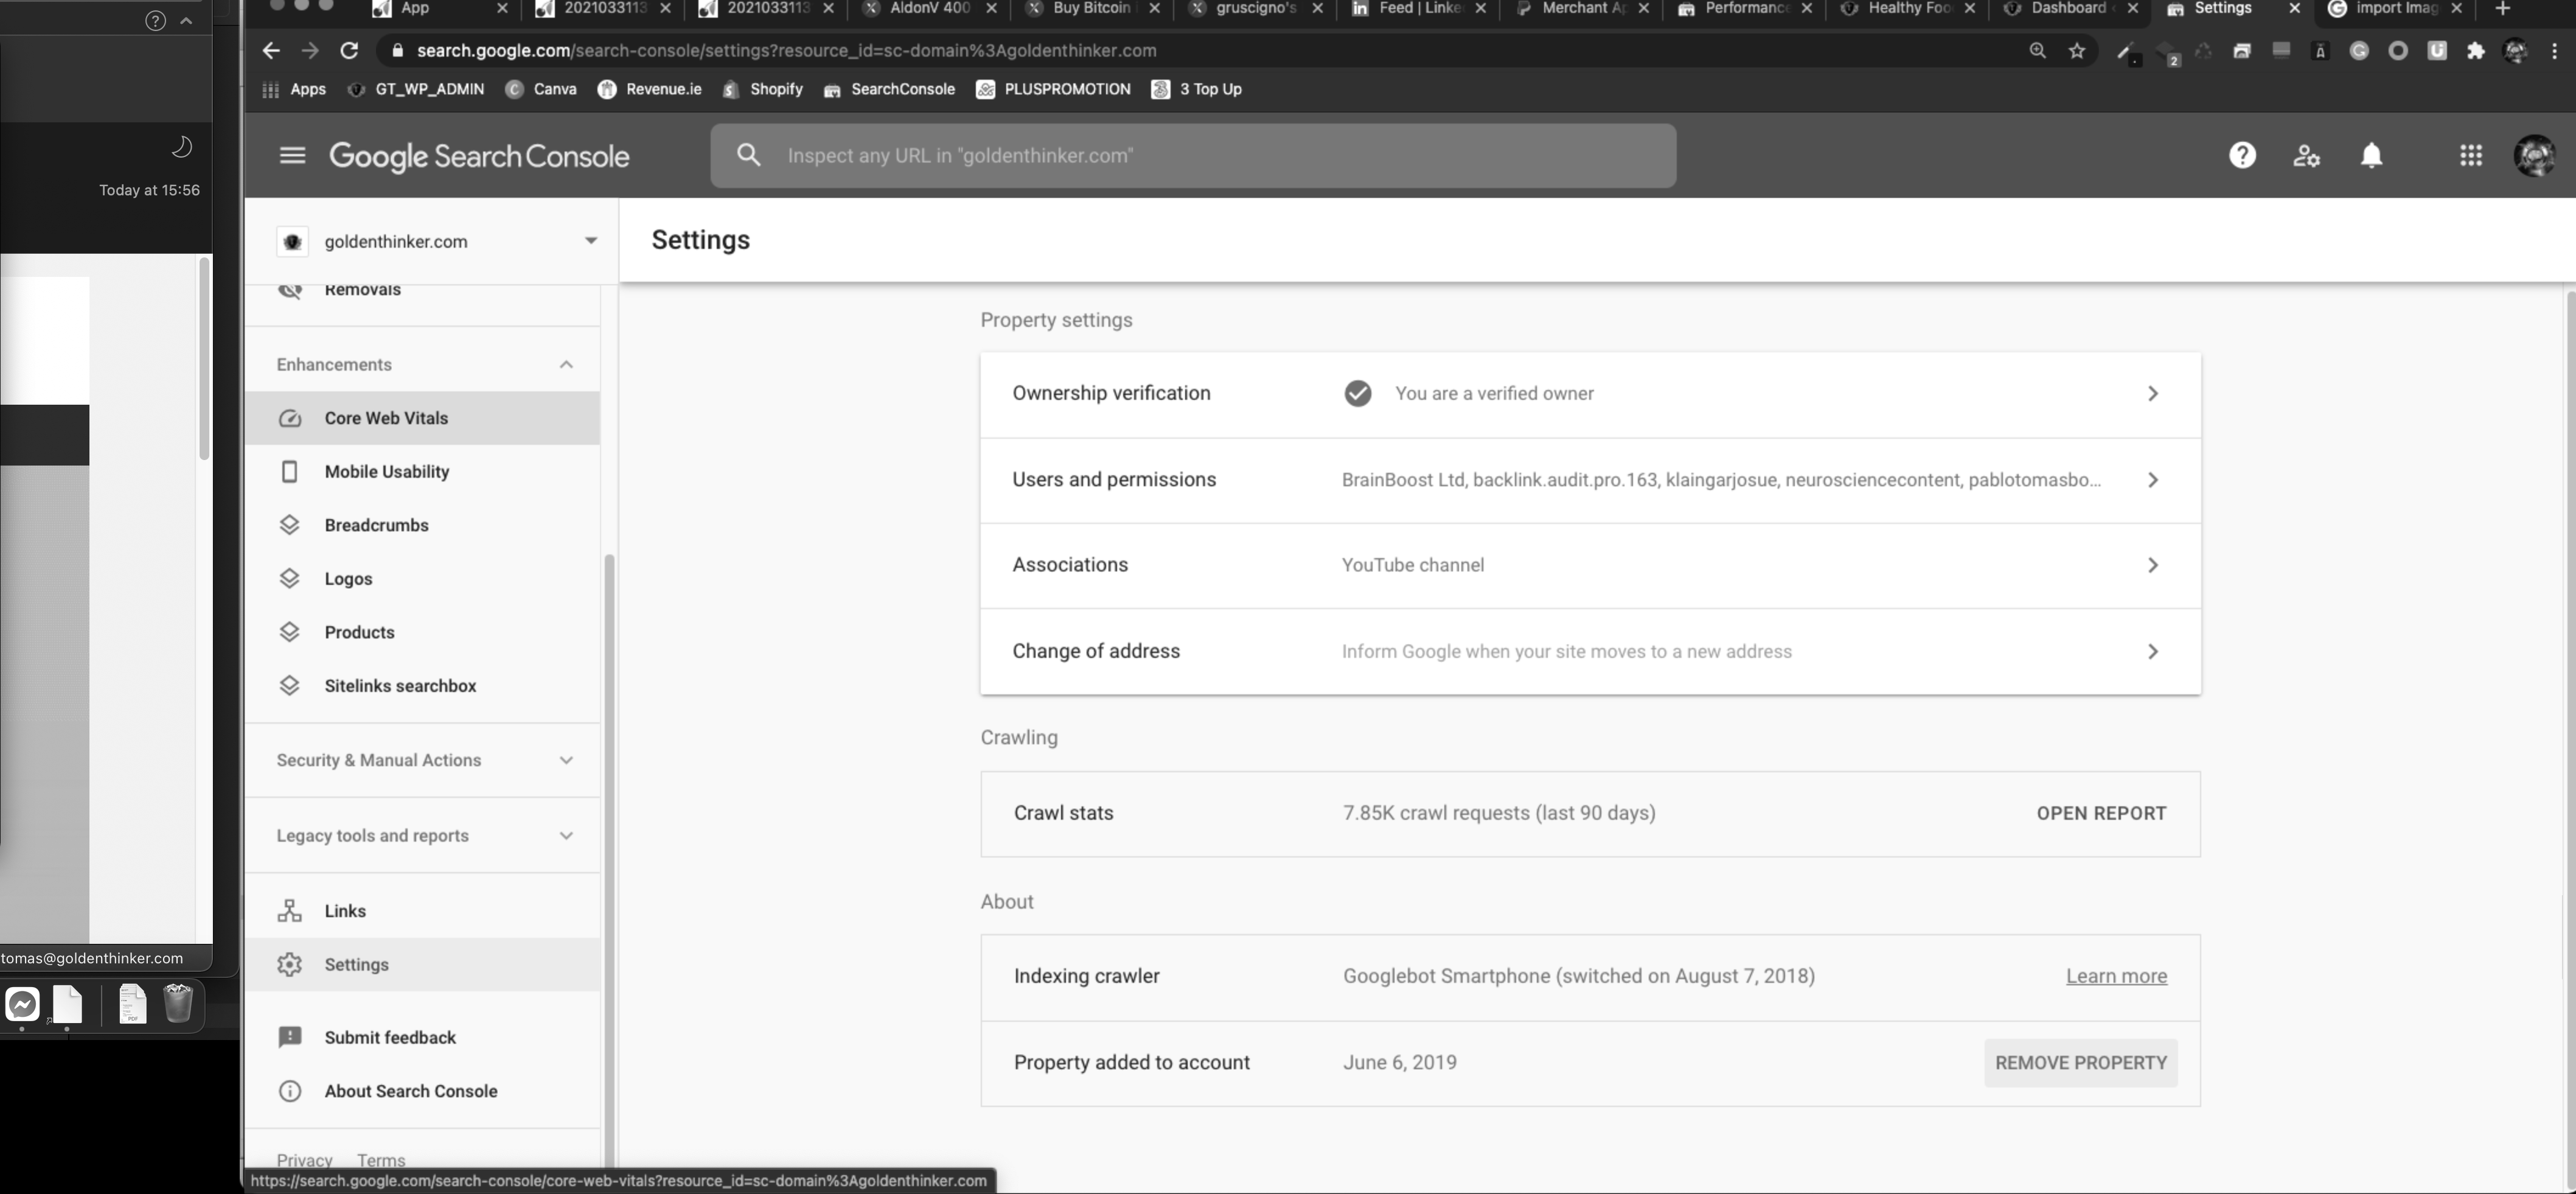 App
2021033113
2021033113
AldonV 400
Buy Bitcoin
gruscigno's
Feed | Linke
Merchant Ap
Performance
Healthy Foo
Dashboard
Settings
import Imag
search.google.com/search-console/settings?resource_id=sc-domain%3Agoldenthinker.com
2
Apps
GT_WP_ADMIN
Canva
Revenue.ie
Shopify
SearchConsole
PLUSPROMOTION
3 Top Up
Google Search Console
Inspect any URL in "goldenthinker.com"
Today at 15:56
goldenthinker.com
Settings
Removals
Enhancements
Core Web Vitals
Mobile Usability
Breadcrumbs
Logos
Products
Sitelinks searchbox
Security & Manual Actions
Legacy tools and reports
Links
Settings
Submit feedback
About Search Console
Privacy Terms
Property settings
Ownership verification You are a verified owner
Users and permissions BrainBoost Ltd, backlink.audit.pro.163, klaingarjosue, neurosciencecontent, pablotomasbo...
Associations YouTube channel
Change of address Inform Google when your site moves to a new address
Crawling
Crawl stats 7.85K crawl requests (last 90 days) OPEN REPORT
About
Indexing crawler Googlebot Smartphone (switched on August 7, 2018) Learn more
Property added to account June 6, 2019 REMOVE PROPERTY
tomas@goldenthinker.com
PDF
https://search.google.com/search-console/core-web-vitals?resource_id=sc-domain%3Agoldenthinker.com